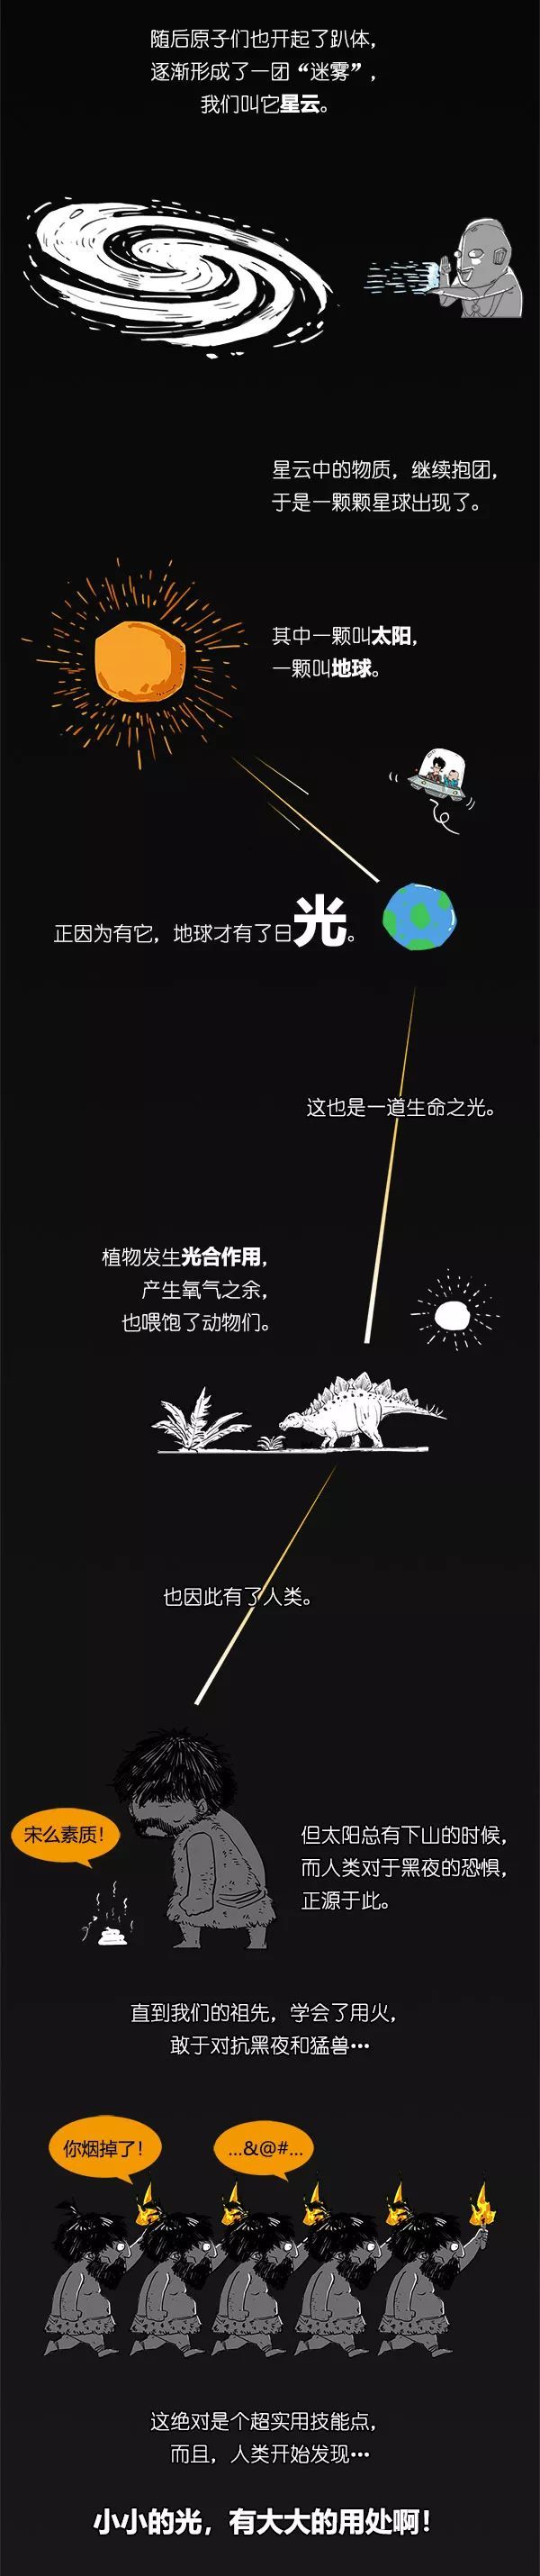 随后原子们也开起了趴体，
逐渐形成了一团“迷雾”，
我们叫它星云。
星云中的物质，继续抱团，
于是一颗颗星球出现了。
其中一颗叫太阳，
一颗叫地球。
正因为有它，地球才有了日光。
这也是一道生命之光。
植物发生光合作用，
产生氧气之余，
也喂饱了动物们。
也因此有了人类。
宋么素质！
但太阳总有下山的时候，
而人类对于黑夜的恐惧，
正源于此。
直到我们的祖先，学会了用火，
敢于对抗黑夜和猛兽…
你烟掉了！
...&@#...
这绝对是个超实用技能点，
而且，人类开始发现…
小小的光，有大大的用处啊！